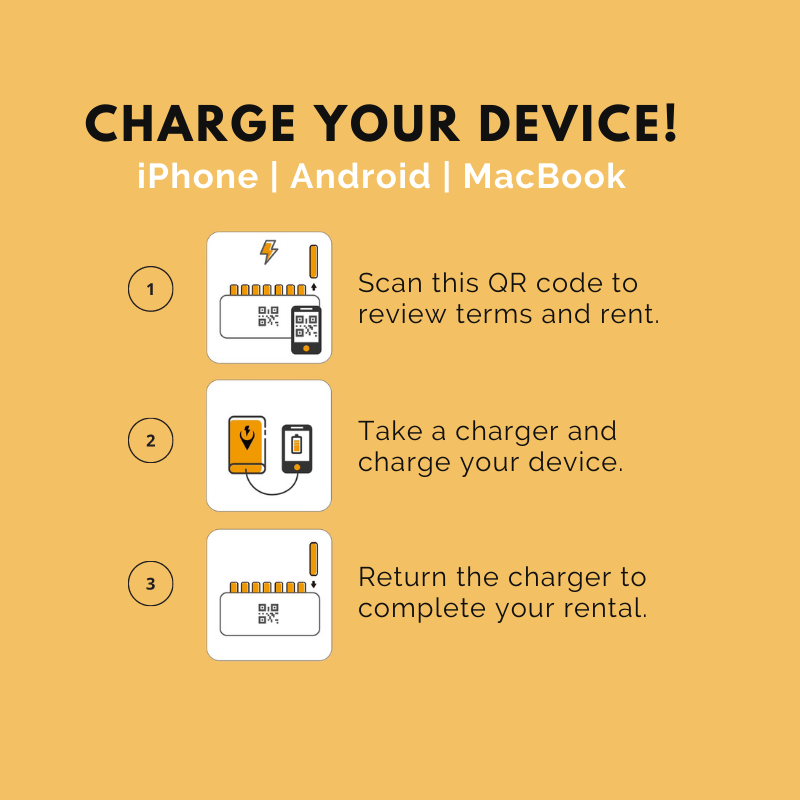 CHARGE YOUR DEVICE!
iPhone | Android | MacBook
1
Scan this QR code to
review terms and rent.
2
Take a charger and
charge your device.
3
Return the charger to
complete your rental.